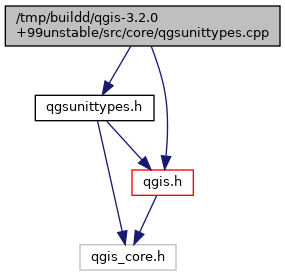 /tmp/buildd/qgis-3.2.0
+99unstable/src/core/qgsunittypes.cpp
qgsunittypes.h
qgis.h
qgis_core.h